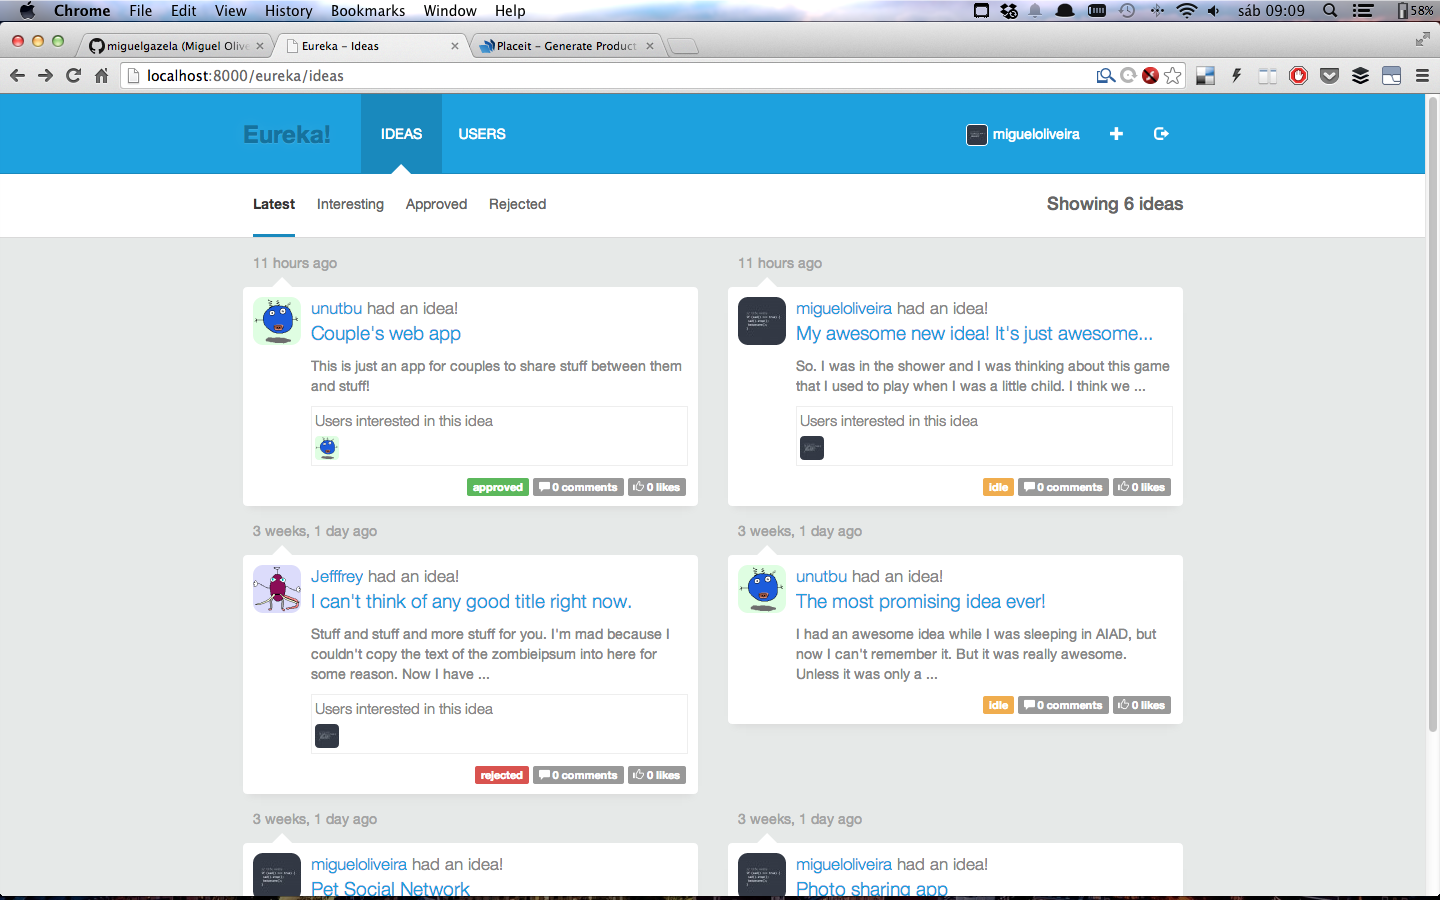 Chrome File Edit View History Bookmarks Window Help sáb 09:09 58%
miguelgazela (Miguel Olive Eureka – Ideas Placeit – Generate Product
localhost:8000/eureka/ideas
Eureka! IDEAS USERS migueloliveira
Latest Interesting Approved Rejected Showing 6 ideas
11 hours ago
unutbu had an idea!
Couple's web app
This is just an app for couples to share stuff between them
and stuff!
Users interested in this idea
approved 0 comments 0 likes
11 hours ago
migueloliveira had an idea!
My awesome new idea! It's just awesome...
So. I was in the shower and I was thinking about this game
that I used to play when I was a little child. I think we ...
Users interested in this idea
idle 0 comments 0 likes
3 weeks, 1 day ago
Jefffrey had an idea!
I can't think of any good title right now.
Stuff and stuff and more stuff for you. I'm mad because I
couldn't copy the text of the zombieipsum into here for
some reason. Now I have ...
Users interested in this idea
rejected 0 comments 0 likes
3 weeks, 1 day ago
unutbu had an idea!
The most promising idea ever!
I had an awesome idea while I was sleeping in AIAD, but
now I can't remember it. But it was really awesome.
Unless it was only a ...
idle 0 comments 0 likes
3 weeks, 1 day ago
migueloliveira had an idea!
Pet Social Network
3 weeks, 1 day ago
migueloliveira had an idea!
Photo sharing app